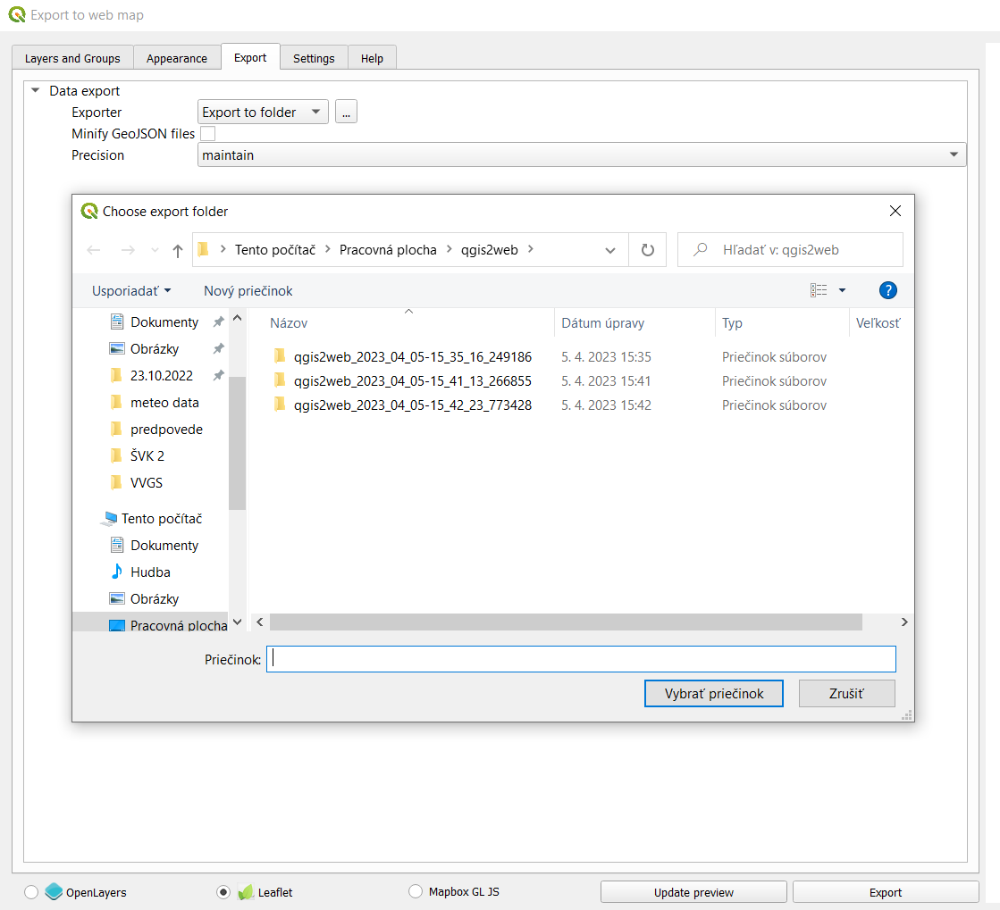 Export to web map
Layers and Groups Appearance Export Settings Help
Data export
Exporter Export to folder ...
Minify GeoJSON files
Precision maintain
Choose export folder
Tento počítač Pracovná plocha qgis2web Hľadať v: qgis2web
Usporiadať Nový priečinok ?
Názov Dátum úpravy Typ Veľkosť
Dokumenty
Obrázky
23.10.2022
meteo data
predpovede
ŠVK 2
VVGS
Tento počítač
Dokumenty
Hudba
Obrázky
Pracovná plocha
qgis2web_2023_04_05-15_35_16_249186 5. 4. 2023 15:35 Priečinok súborov
qgis2web_2023_04_05-15_41_13_266855 5. 4. 2023 15:41 Priečinok súborov
qgis2web_2023_04_05-15_42_23_773428 5. 4. 2023 15:42 Priečinok súborov
Priečinok:
Vybrať priečinok Zrušiť
OpenLayers Leaflet Mapbox GL JS Update preview Export